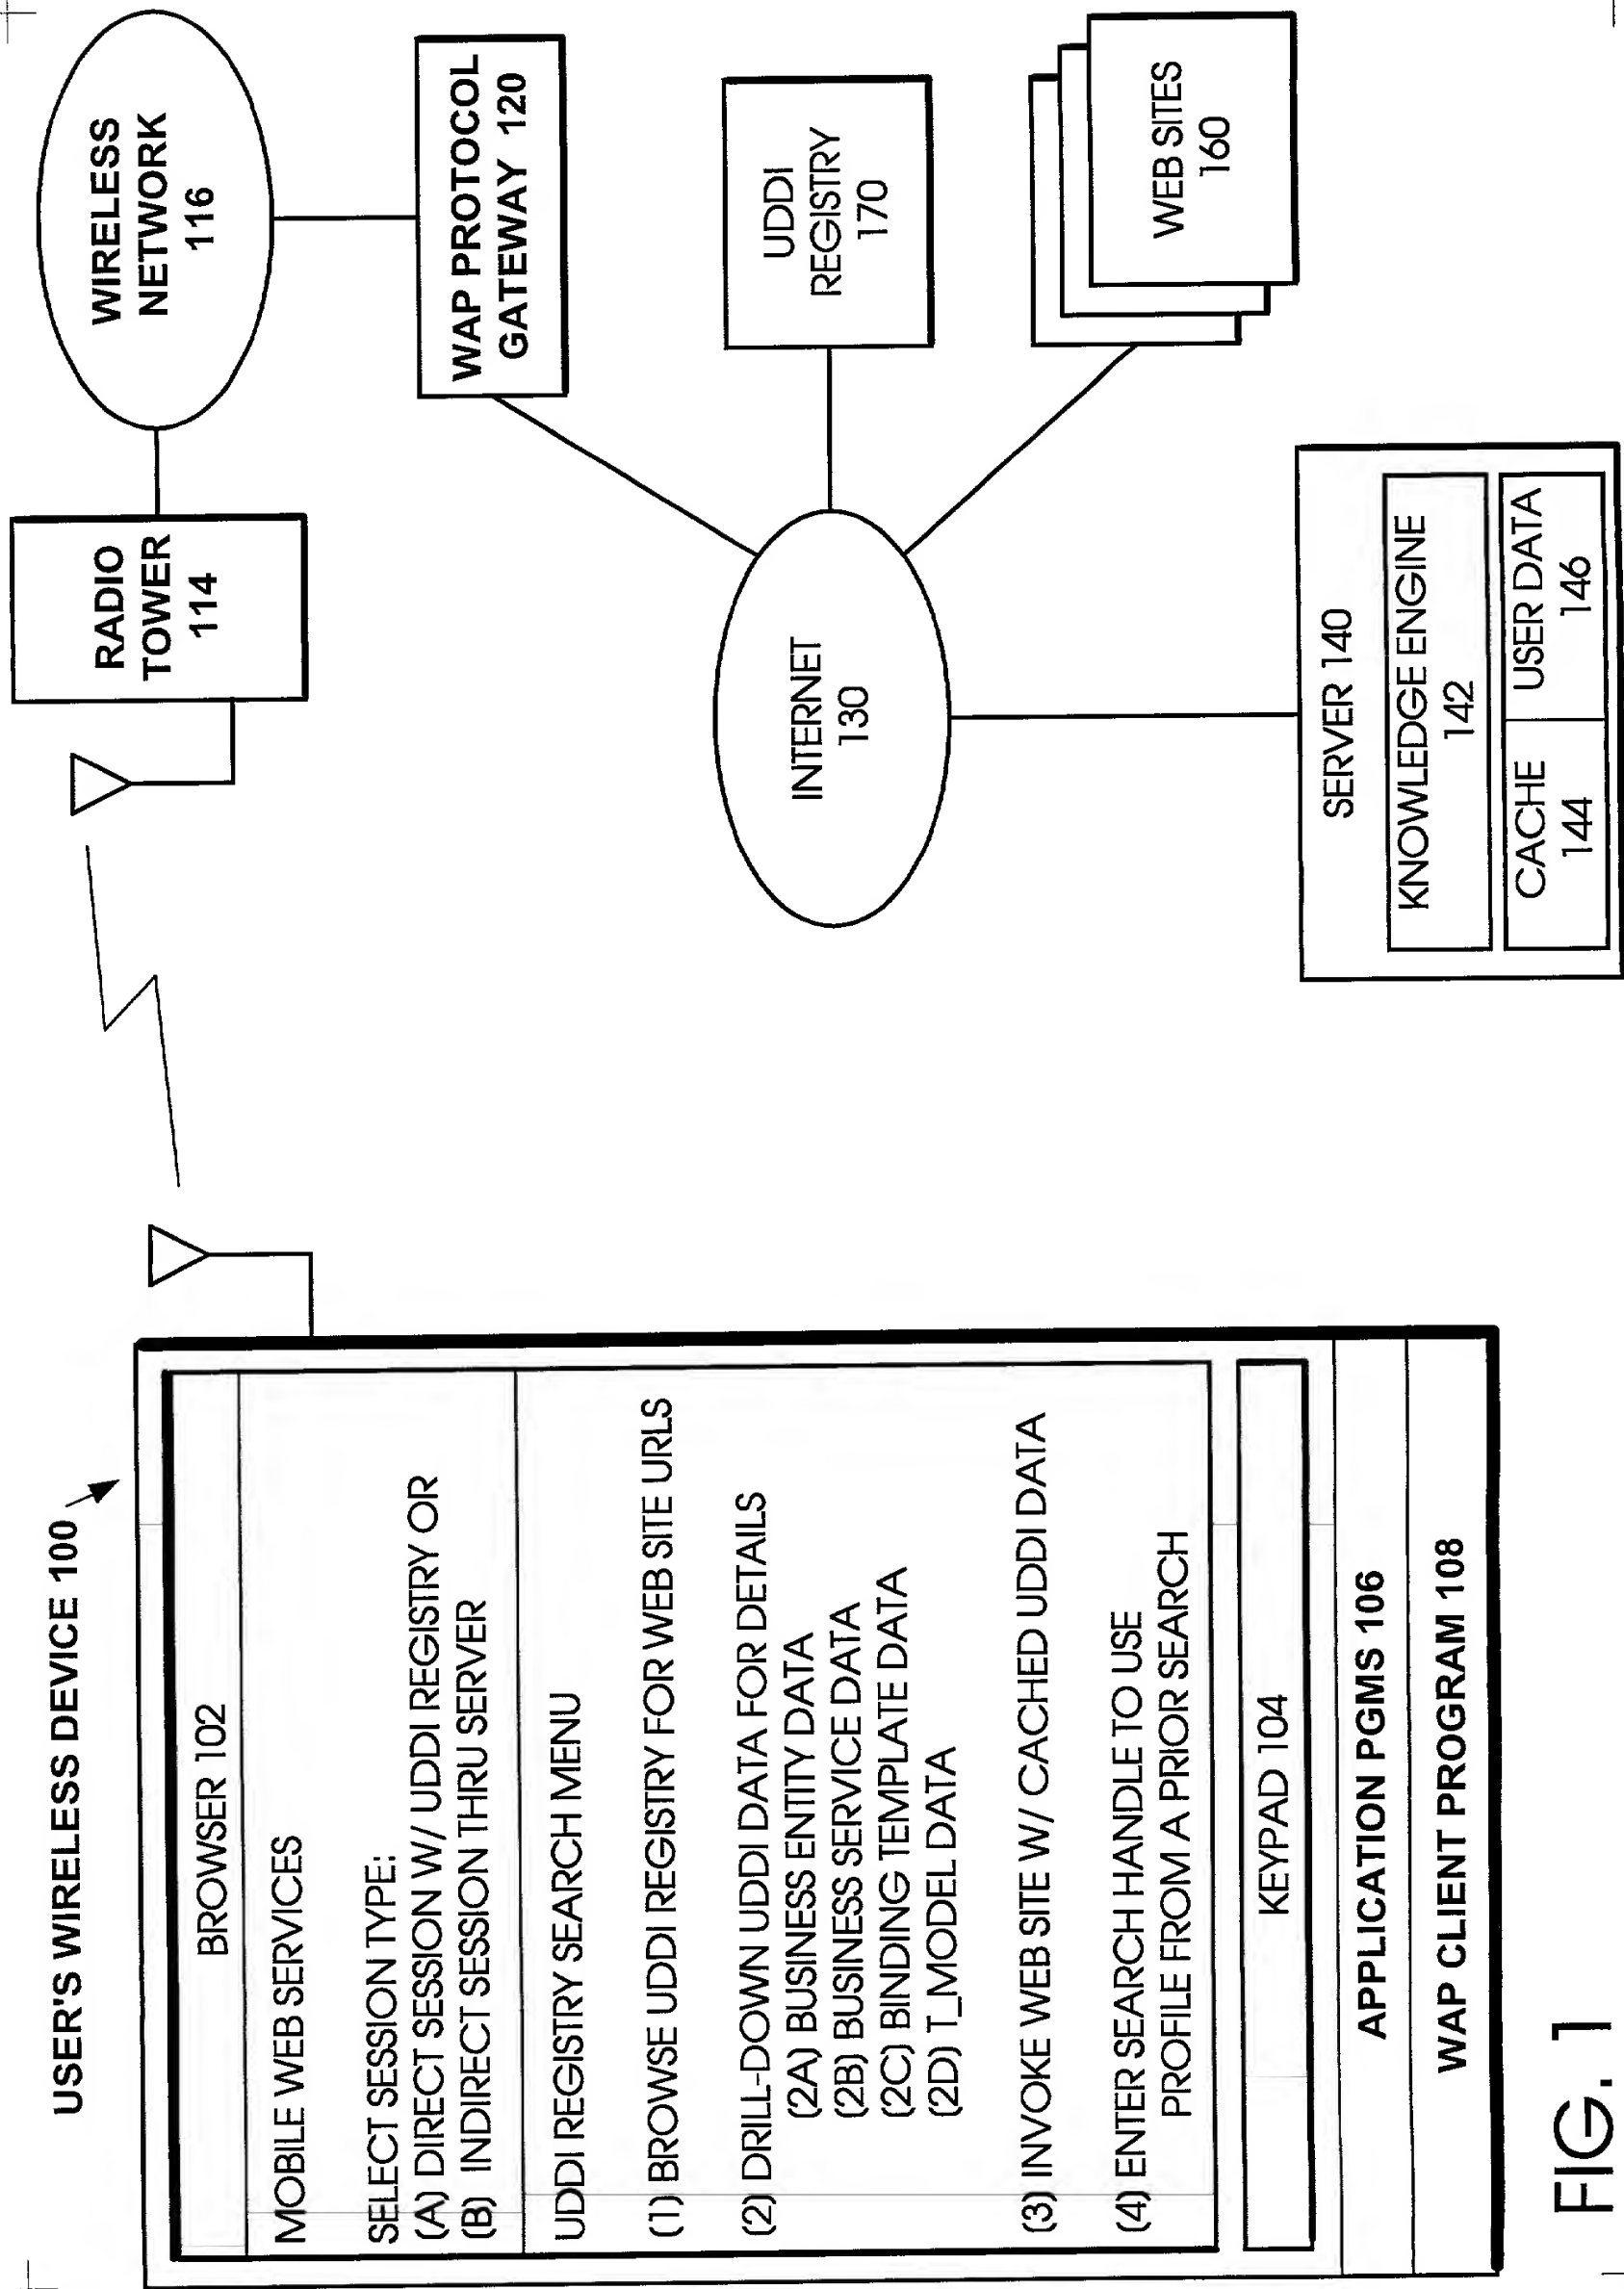 USER'S WIRELESS DEVICE 100
BROWSER 102
MOBILE WEB SERVICES
SELECT SESSION TYPE:
(A) DIRECT SESSION W/ UDDI REGISTRY OR
(B) INDIRECT SESSION THRU SERVER
UDDI REGISTRY SEARCH MENU
(1) BROWSE UDDI REGISTRY FOR WEB SITE URLS
(2) DRILL-DOWN UDDI DATA FOR DETAILS
(2A) BUSINESS ENTITY DATA
(2B) BUSINESS SERVICE DATA
(2C) BINDING TEMPLATE DATA
(2D) T_MODEL DATA
(3) INVOKE WEB SITE W/ CACHED UDDI DATA
(4) ENTER SEARCH HANDLE TO USE
PROFILE FROM A PRIOR SEARCH
KEYPAD 104
APPLICATION PGMS 106
WAP CLIENT PROGRAM 108
RADIO
TOWER
114
WIRELESS
NETWORK
116
WAP PROTOCOL
GATEWAY 120
UDDI
REGISTRY
170
INTERNET
130
WEB SITES
160
SERVER 140
KNOWLEDGE ENGINE
142
CACHE
144
USER DATA
146
FIG. 1